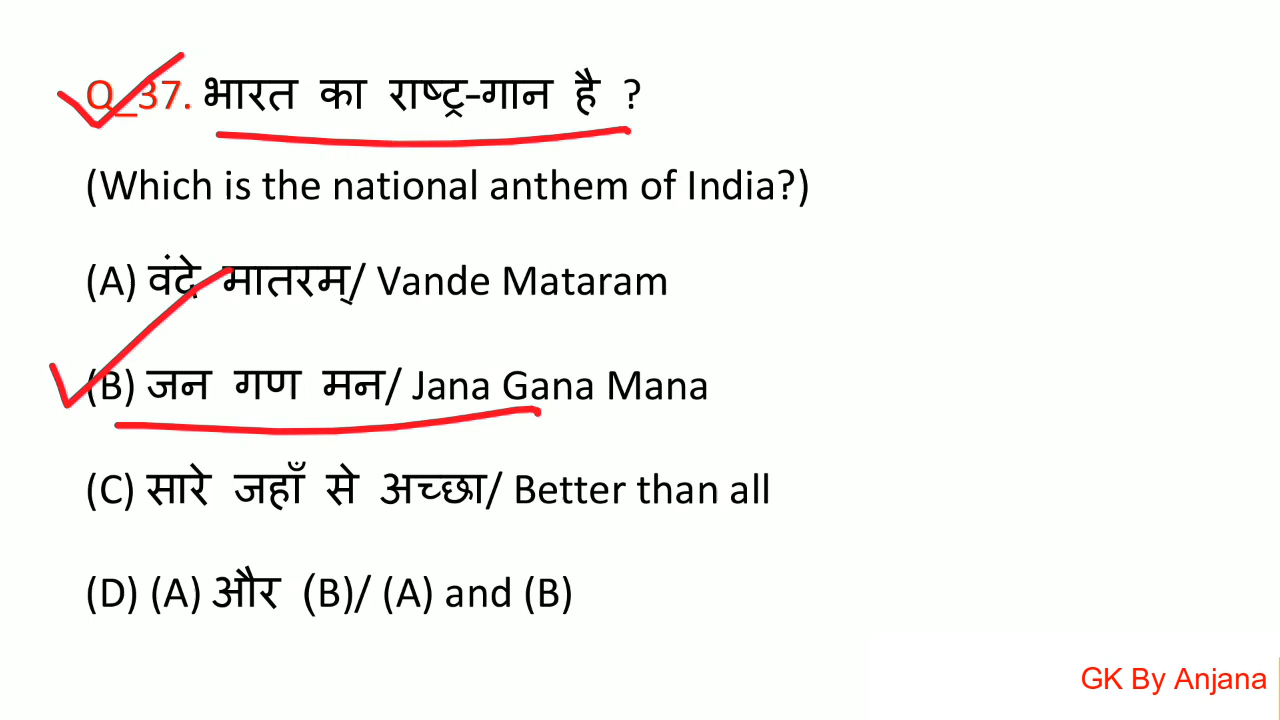 Q_37. भारत का राष्ट्र-गान है ?
(Which is the national anthem of India?)
(A) वंदे मातरम्/ Vande Mataram
(B) जन गण मन/ Jana Gana Mana
(C) सारे जहाँ से अच्छा/ Better than all
(D) (A) और (B)/ (A) and (B)
GK By Anjana